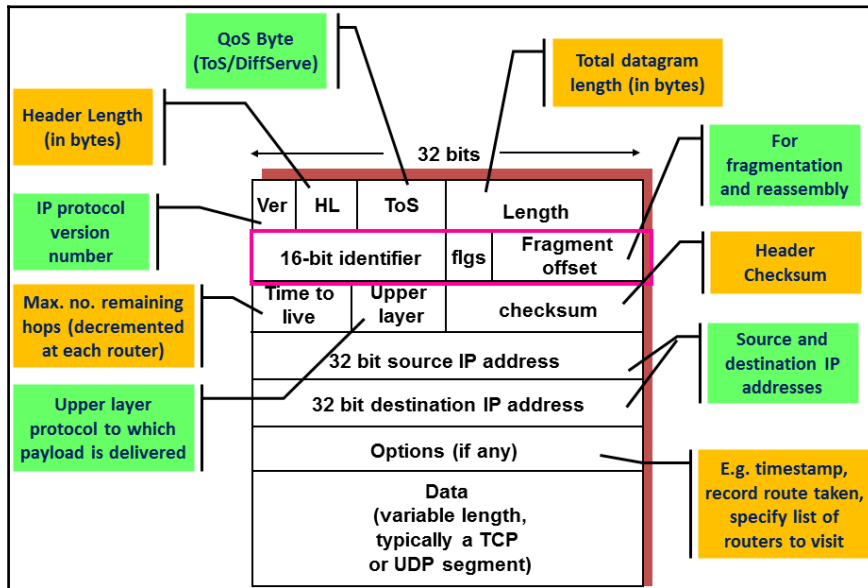 QoS Byte
(ToS/DiffServe)
Total datagram
length (in bytes)
Header Length
(in bytes)
For
fragmentation
and reassembly
32 bits
IP protocol
version
number
Ver
HL
ToS
Length
16-bit identifier
flgs
Fragment
offset
Header
Checksum
Max. no. remaining
hops (decremented
at each router)
Time to
live
Upper
layer
checksum
32 bit source IP address
Source and
destination IP
addresses
32 bit destination IP address
Upper layer
protocol to which
payload is delivered
Options (if any)
E.g. timestamp,
record route taken,
specify list of
routers to visit
Data
(variable length,
typically a TCP
or UDP segment)